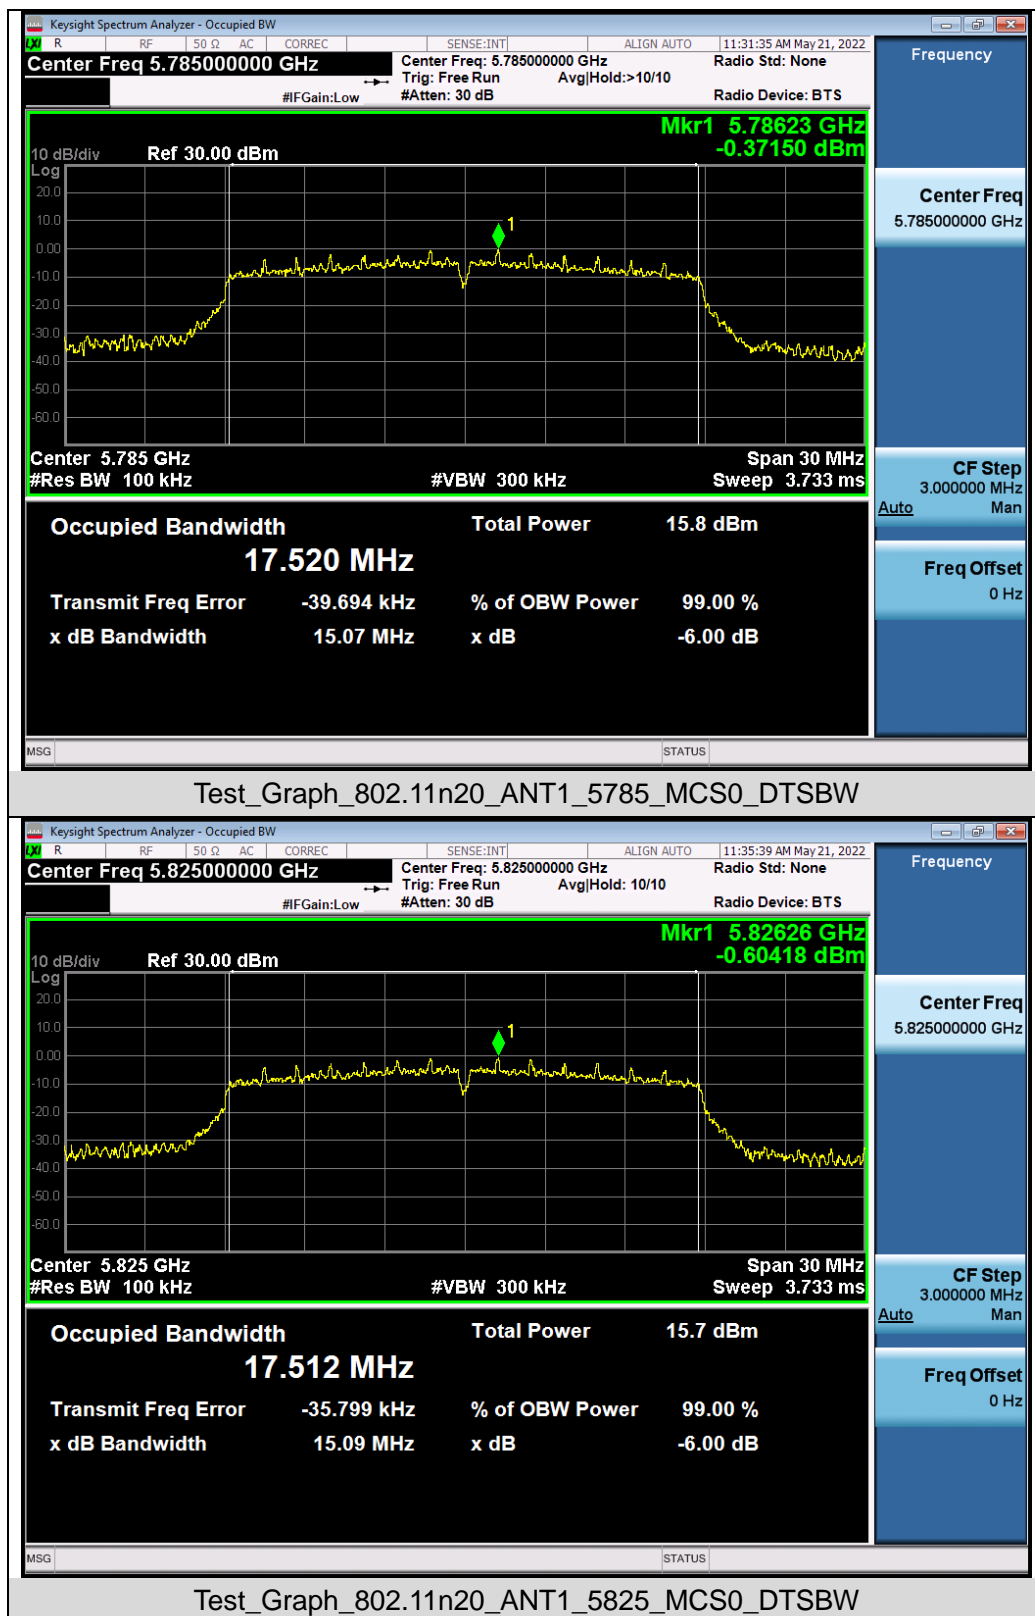 Keysight Spectrum Analyzer - Occupied BW
LXI R RF 50 Ω AC CORREC SENSE:INT ALIGN AUTO 11:31:35 AM May 21, 2022
Center Freq 5.785000000 GHz
Center Freq: 5.785000000 GHz Radio Std: None
Trig: Free Run Avg|Hold:>10/10
#IFGain:Low #Atten: 30 dB Radio Device: BTS
Frequency
Mkr1 5.78623 GHz
-0.37150 dBm
10 dB/div Ref 30.00 dBm
Log
20.0
10.0
0.00
-10.0
-20.0
-30.0
-40.0
-50.0
-60.0
1
Center Freq
5.785000000 GHz
Center 5.785 GHz Span 30 MHz
#Res BW 100 kHz #VBW 300 kHz Sweep 3.733 ms
CF Step
3.000000 MHz
Auto Man
Occupied Bandwidth Total Power 15.8 dBm
17.520 MHz
Freq Offset
0 Hz
Transmit Freq Error -39.694 kHz % of OBW Power 99.00 %
x dB Bandwidth 15.07 MHz x dB -6.00 dB
MSG STATUS
Test_Graph_802.11n20_ANT1_5785_MCS0_DTSBW
Keysight Spectrum Analyzer - Occupied BW
LXI R RF 50 Ω AC CORREC SENSE:INT ALIGN AUTO 11:35:39 AM May 21, 2022
Center Freq 5.825000000 GHz
Center Freq: 5.825000000 GHz Radio Std: None
Trig: Free Run Avg|Hold: 10/10
#IFGain:Low #Atten: 30 dB Radio Device: BTS
Frequency
Mkr1 5.82626 GHz
-0.60418 dBm
10 dB/div Ref 30.00 dBm
Log
20.0
10.0
0.00
-10.0
-20.0
-30.0
-40.0
-50.0
-60.0
1
Center Freq
5.825000000 GHz
Center 5.825 GHz Span 30 MHz
#Res BW 100 kHz #VBW 300 kHz Sweep 3.733 ms
CF Step
3.000000 MHz
Auto Man
Occupied Bandwidth Total Power 15.7 dBm
17.512 MHz
Freq Offset
0 Hz
Transmit Freq Error -35.799 kHz % of OBW Power 99.00 %
x dB Bandwidth 15.09 MHz x dB -6.00 dB
MSG STATUS
Test_Graph_802.11n20_ANT1_5825_MCS0_DTSBW